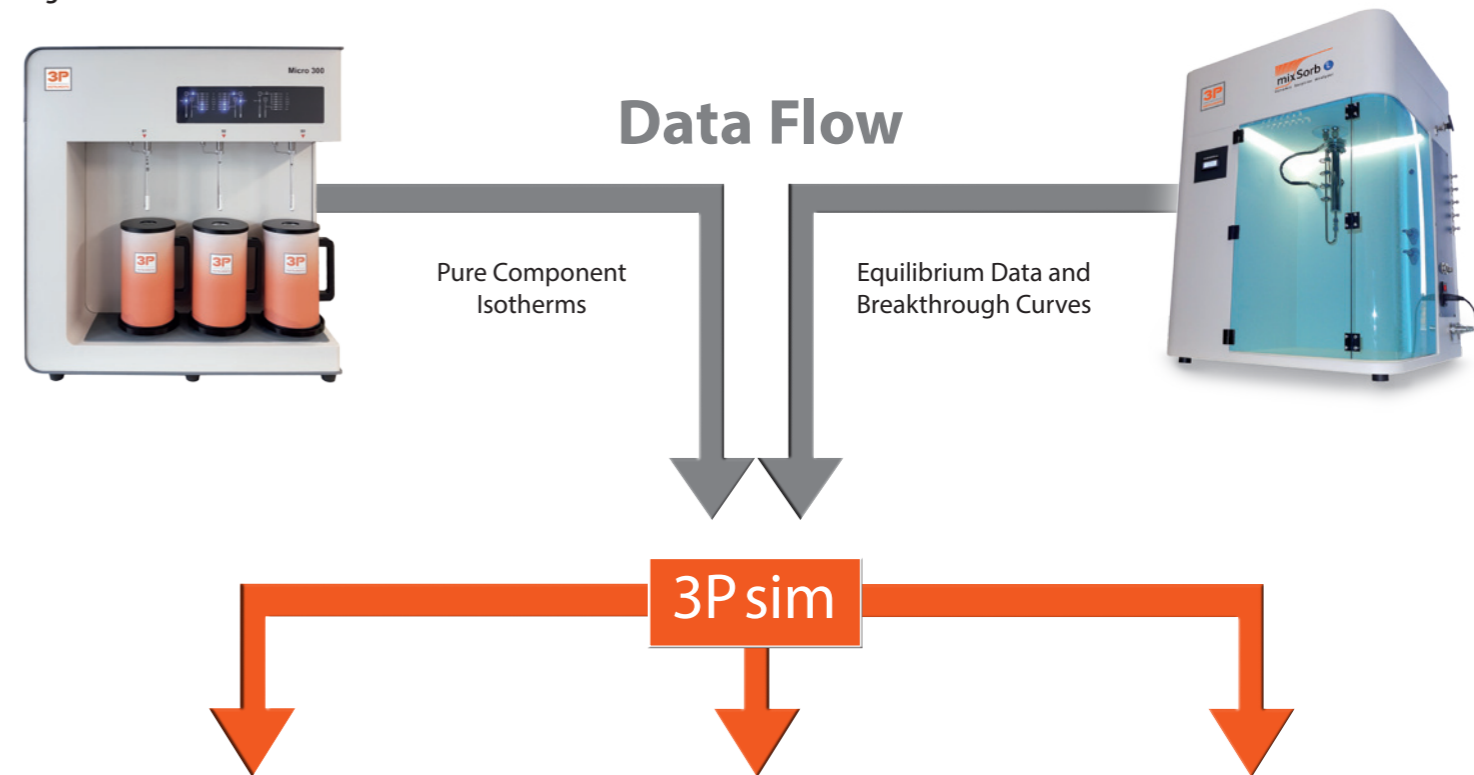 3P
Micro 300
Data Flow
mixSorb L
3P
Pure Component
Isotherms
Equilibrium Data and
Breakthrough Curves
3P
3P
3P
3P sim